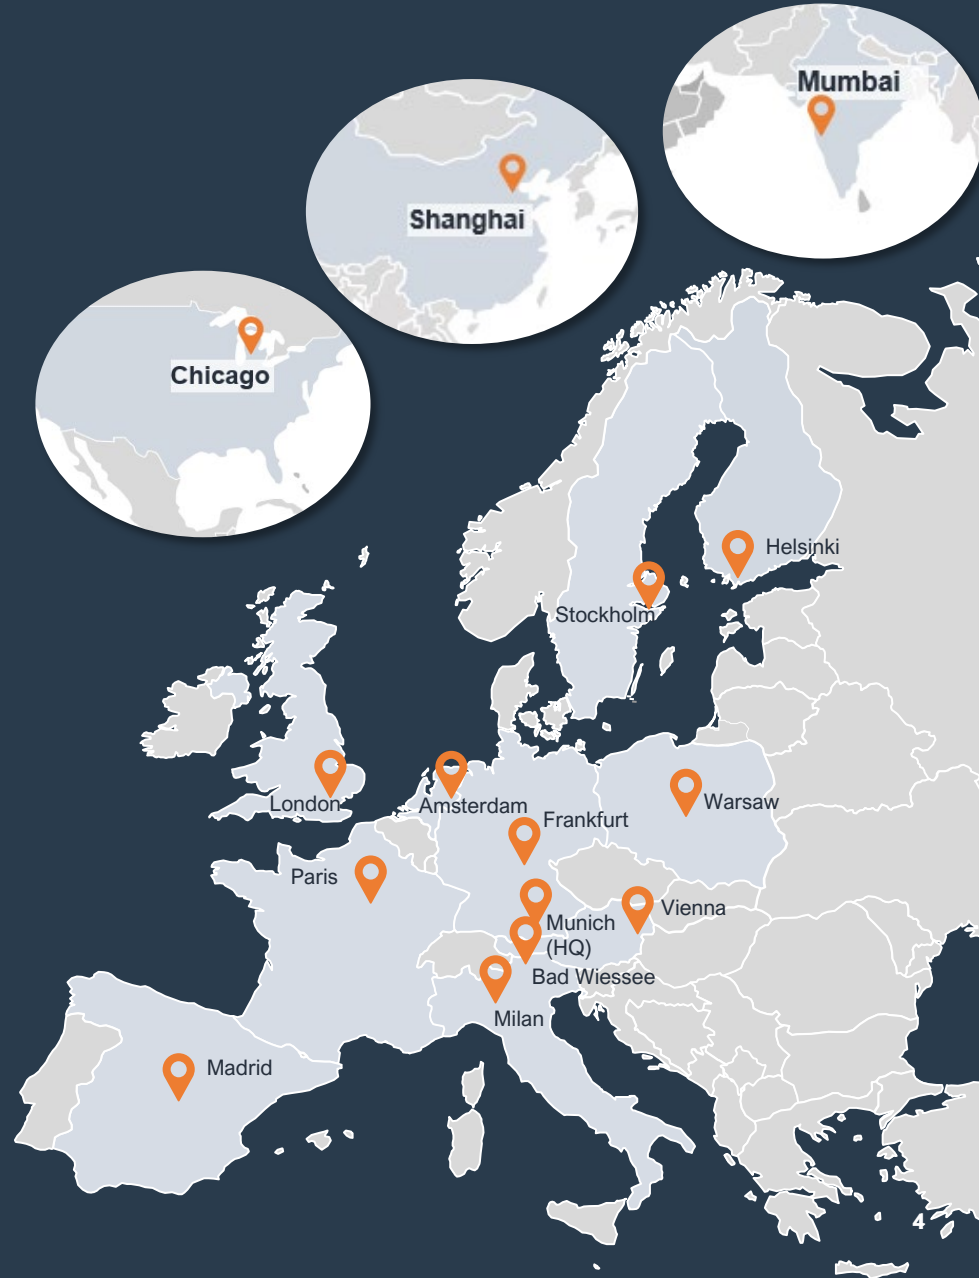 Mumbai
Shanghai
Chicago
Helsinki
Stockholm
London
Amsterdam
Warsaw
Frankfurt
Paris
Vienna
Munich
(HQ)
Bad Wiessee
Milan
Madrid
4